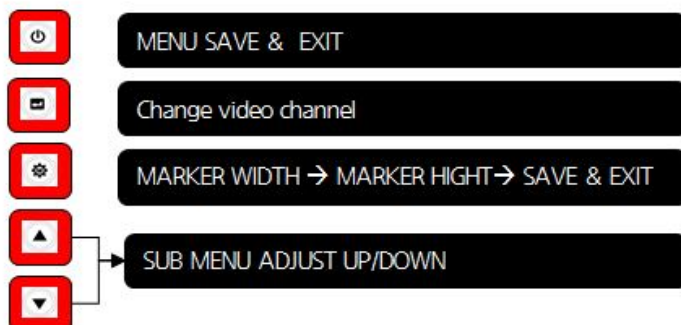 MENU SAVE & EXIT
Change video channel
MARKER WIDTH → MARKER HIGHT→ SAVE & EXIT
SUB MENU ADJUST UP/DOWN